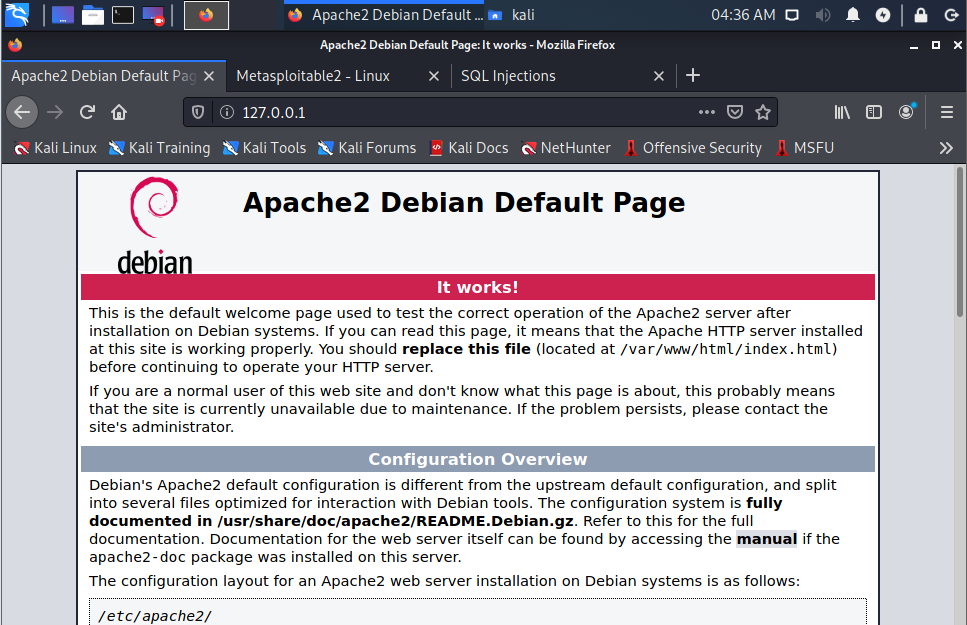 Apache2 Debian Default ...
kali
04:36 AM
Apache2 Debian Default Page: It works - Mozilla Firefox
Apache2 Debian Default Pag
Metasploitable2 - Linux
SQL Injections
127.0.0.1
Kali Linux
Kali Training
Kali Tools
Kali Forums
Kali Docs
NetHunter
Offensive Security
MSFU
debian
Apache2 Debian Default Page
It works!
This is the default welcome page used to test the correct operation of the Apache2 server after
installation on Debian systems. If you can read this page, it means that the Apache HTTP server installed
at this site is working properly. You should replace this file (located at /var/www/html/index.html)
before continuing to operate your HTTP server.
If you are a normal user of this web site and don't know what this page is about, this probably means
that the site is currently unavailable due to maintenance. If the problem persists, please contact the
site's administrator.
Configuration Overview
Debian's Apache2 default configuration is different from the upstream default configuration, and split
into several files optimized for interaction with Debian tools. The configuration system is fully
documented in /usr/share/doc/apache2/README.Debian.gz. Refer to this for the full
documentation. Documentation for the web server itself can be found by accessing the manual if the
apache2-doc package was installed on this server.
The configuration layout for an Apache2 web server installation on Debian systems is as follows:
/etc/apache2/